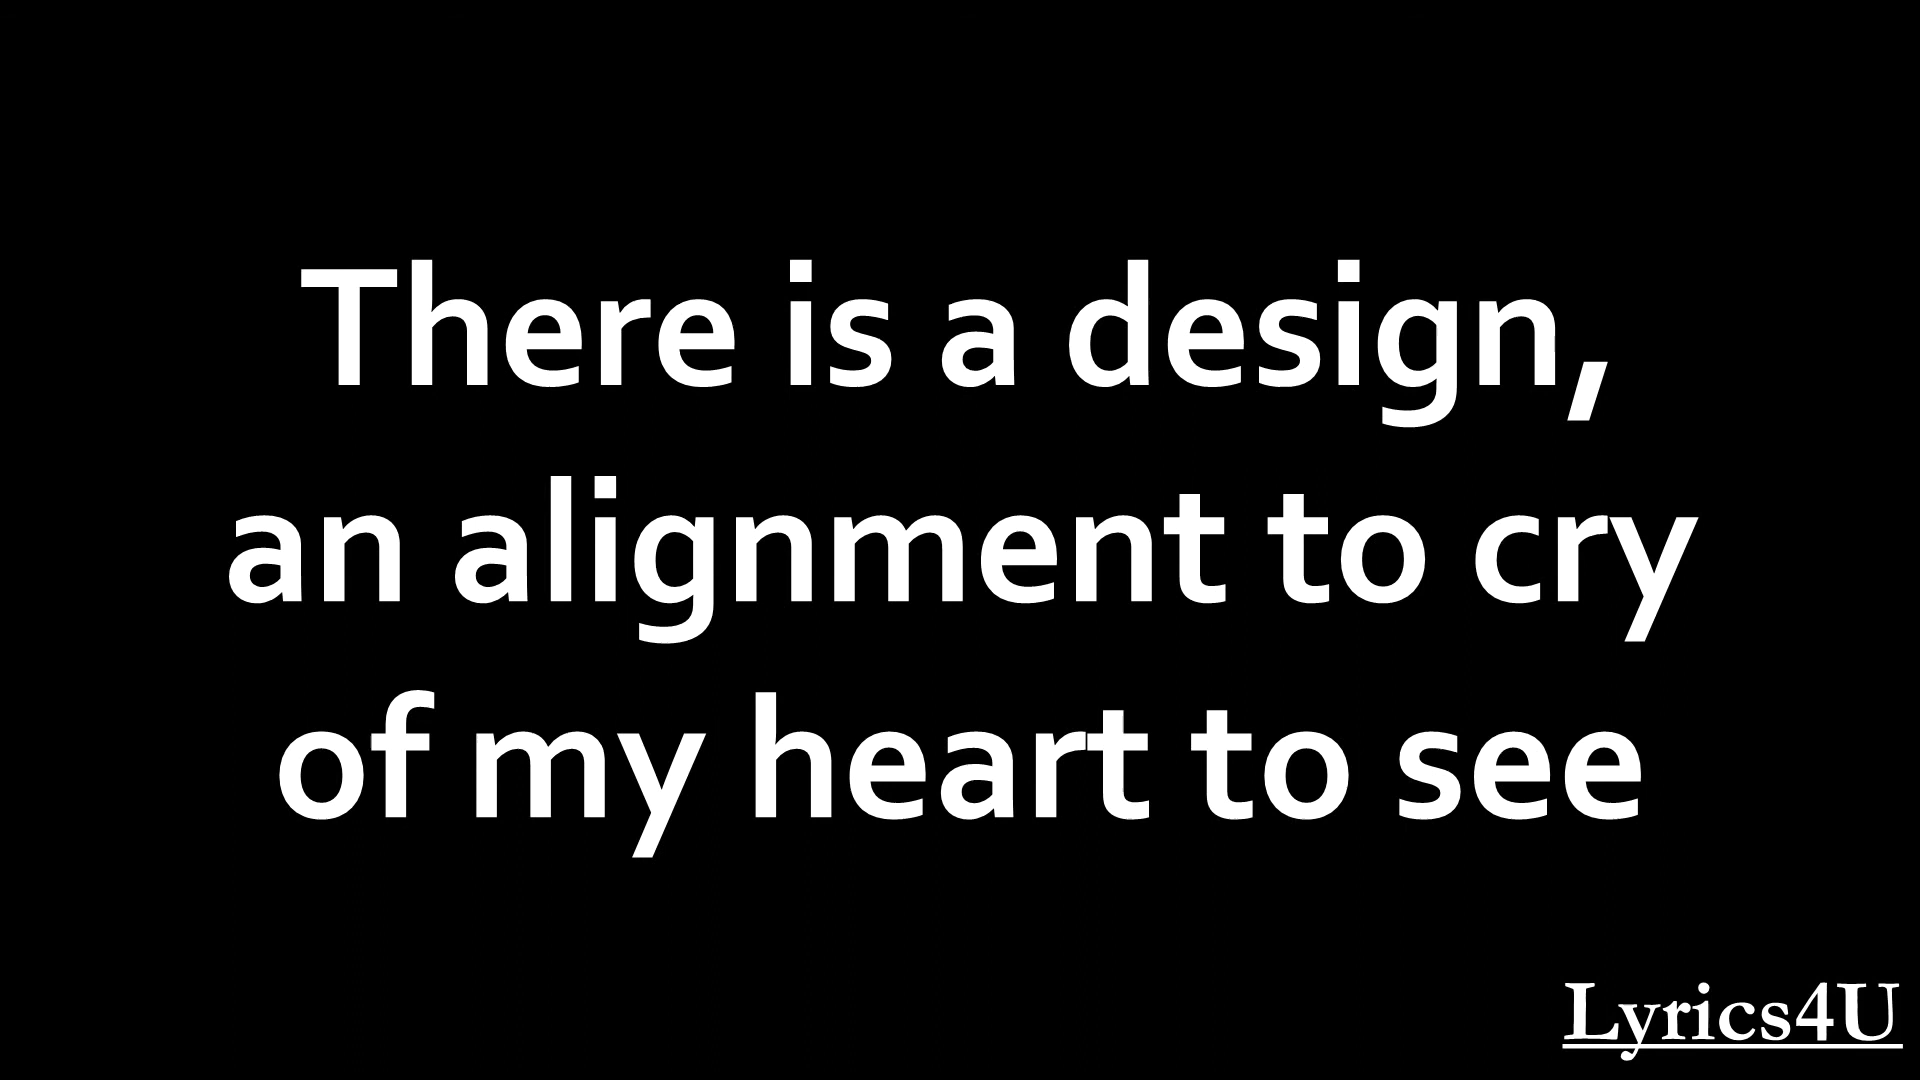 There is a design,
an alignment to cry
of my heart to see
Lyrics4U